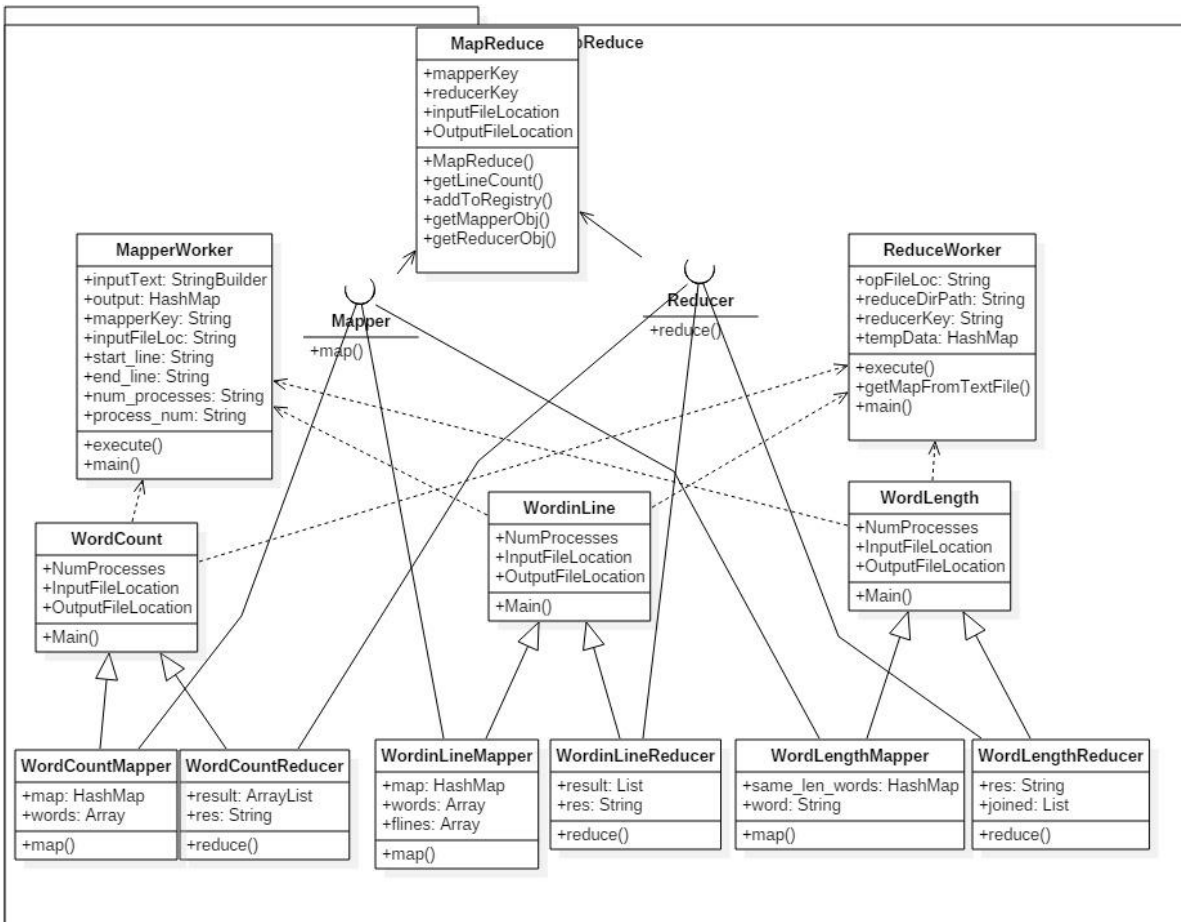 MapReduce
pReduce
+mapperKey
+reducerKey
+inputFileLocation
+OutputFileLocation
+MapReduce()
+getLineCount()
+addToRegistry()
+getMapperObj()
+getReducerObj()
MapperWorker
+inputText: StringBuilder
+output: HashMap
+mapperKey: String
+inputFileLoc: String
+start_line: String
+end_line: String
+num_processes: String
+process_num: String
+execute()
+main()
Mapper
+map()
Reducer
+reduce()
ReduceWorker
+opFileLoc: String
+reduceDirPath: String
+reducerKey: String
+tempData: HashMap
+execute()
+getMapFromTextFile()
+main()
WordCount
+NumProcesses
+InputFileLocation
+OutputFileLocation
+Main()
WordinLine
+NumProcesses
+InputFileLocation
+OutputFileLocation
+Main()
WordLength
+NumProcesses
+InputFileLocation
+OutputFileLocation
+Main()
WordCountMapper
+map: HashMap
+words: Array
+map()
WordCountReducer
+result: ArrayList
+res: String
+reduce()
WordinLineMapper
+map: HashMap
+words: Array
+flines: Array
+map()
WordinLineReducer
+result: List
+res: String
+reduce()
WordLengthMapper
+same_len_words: HashMap
+word: String
+map()
WordLengthReducer
+res: String
+joined: List
+reduce()